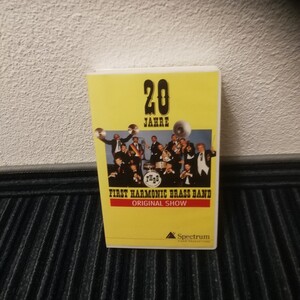 20
JAHRE
FIRST HARMONIC BRASS BAND
ORIGINAL SHOW
Spectrum